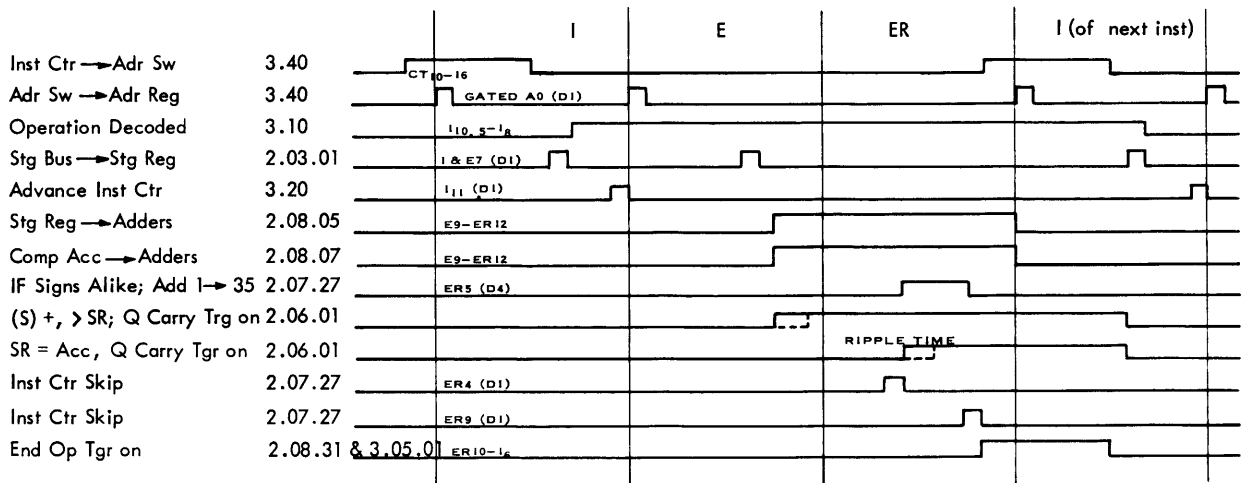 I E ER I (of next inst)
Inst Ctr → Adr Sw 3.40 CT10-16
Adr Sw → Adr Reg 3.40 GATED A0 (D1)
Operation Decoded 3.10 I10.5-I8
Stg Bus → Stg Reg 2.03.01 I & E7 (D1)
Advance Inst Ctr 3.20 I11 (D1)
Stg Reg → Adders 2.08.05 E9-ER12
Comp Acc → Adders 2.08.07 E9-ER12
IF Signs Alike; Add 1→ 35 2.07.27 ER5 (D4)
(S) +, > SR; Q Carry Trg on 2.06.01
RIPPLE TIME
SR = Acc, Q Carry Tgr on 2.06.01
Inst Ctr Skip 2.07.27 ER4 (D1)
Inst Ctr Skip 2.07.27 ER9 (D1)
End Op Tgr on 2.08.31 & 3.05.01 ER10-I6